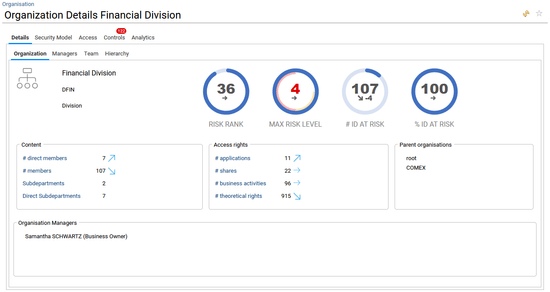 Organisation
Organization Details Financial Division
Details Security Model Access Controls Analytics
Organization Managers Team Hierarchy
Financial Division
DFIN
Division
36
RISK RANK
4
MAX RISK LEVEL
107
-4
# ID AT RISK
100
% ID AT RISK
Content
# direct members 7
# members 107
Subdepartments 2
Direct Subdepartments 7
Access rights
# applications 11
# shares 22
# business activities 96
# theoretical rights 915
Parent organisations
root
COMEX
Organisation Managers
Samantha SCHWARTZ (Business Owner)